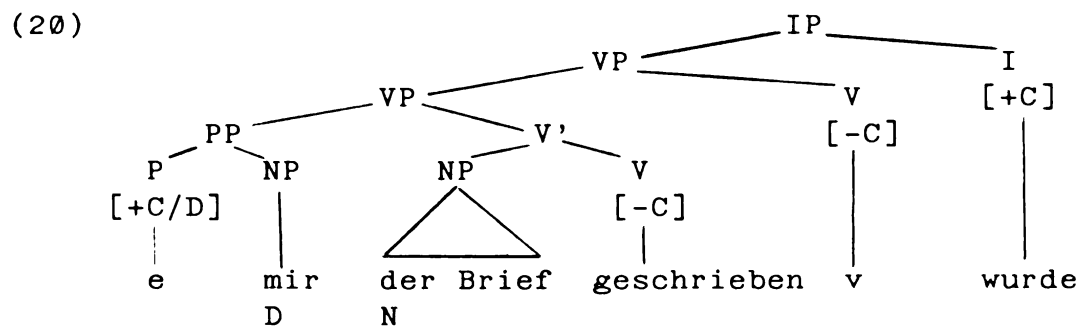 (20)
IP
VP I
VP V [+C]
PP V' [-C]
P NP NP V
[+C/D] [-C]
e mir der Brief geschrieben v wurde
D N